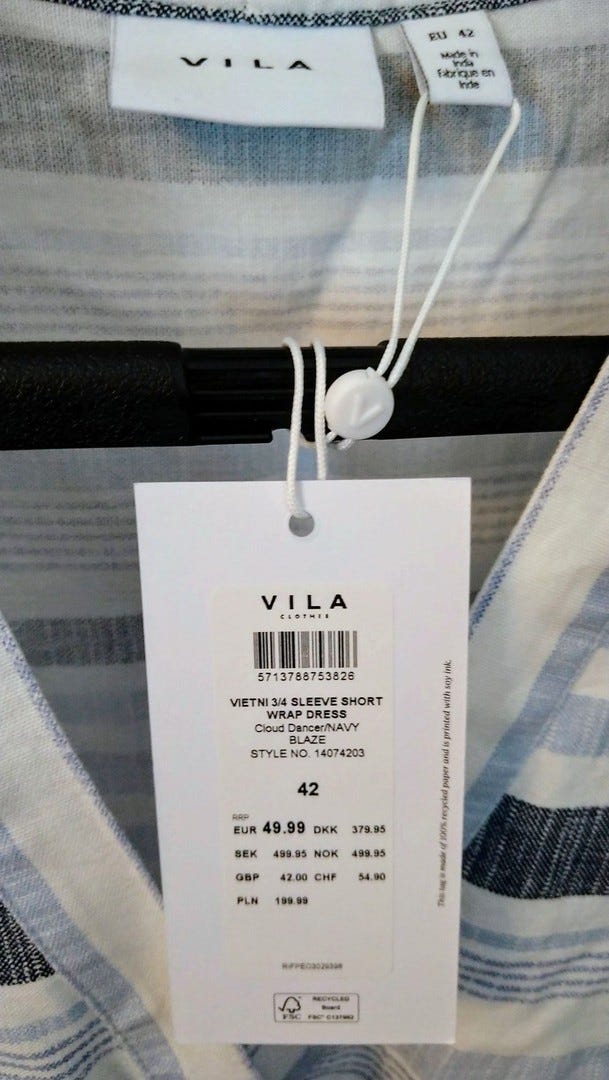 VILA
EU 42
Made in
India
Fabriqué en
Inde
V
VILA
CLOTHES
5713788753826
VIETNI 3/4 SLEEVE SHORT
WRAP DRESS
Cloud Dancer/NAVY
BLAZE
STYLE NO. 14074203
42
RRP
EUR 49.99 DKK 379.95
SEK 499.95 NOK 499.95
GBP 42.00 CHF 54.90
PLN 199.99
FSC
RECYCLED
Board
This tag is made of 100% recycled paper and is printed with soy ink.